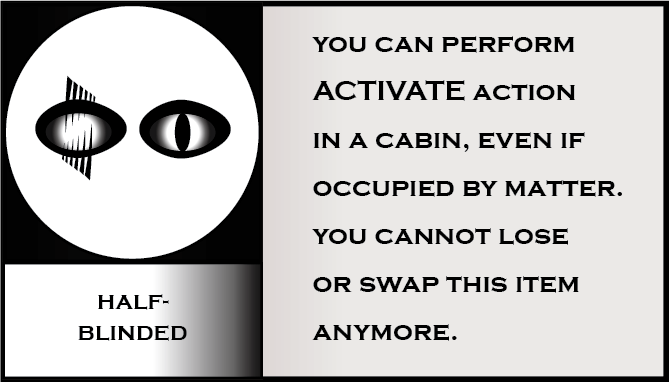 HALF-
BLINDED
YOU CAN PERFORM
ACTIVATE ACTION
IN A CABIN, EVEN IF
OCCUPIED BY MATTER.
YOU CANNOT LOSE
OR SWAP THIS ITEM
ANYMORE.